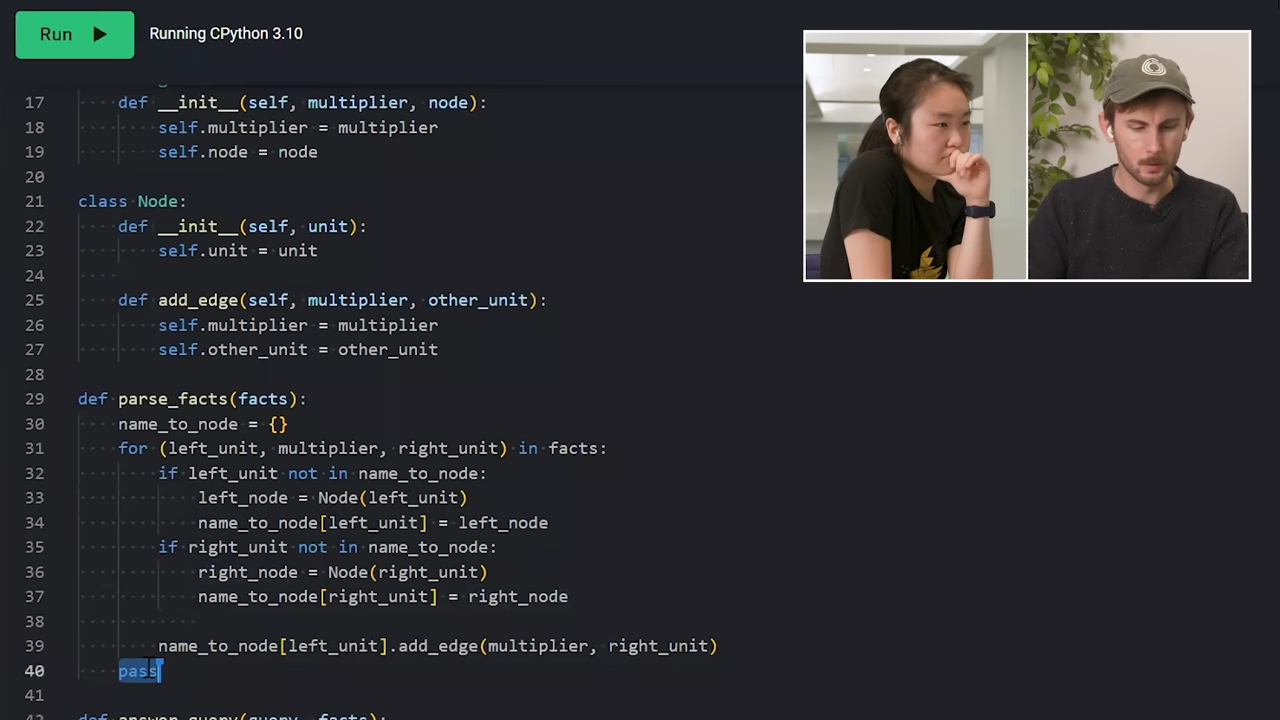 Run
Running CPython 3.10
17 def __init__(self, multiplier, node):
18 self.multiplier = multiplier
19 self.node = node
20
21 class Node:
22 def __init__(self, unit):
23 self.unit = unit
24
25 def add_edge(self, multiplier, other_unit):
26 self.multiplier = multiplier
27 self.other_unit = other_unit
28
29 def parse_facts(facts):
30 name_to_node = {}
31 for (left_unit, multiplier, right_unit) in facts:
32 if left_unit not in name_to_node:
33 left_node = Node(left_unit)
34 name_to_node[left_unit] = left_node
35 if right_unit not in name_to_node:
36 right_node = Node(right_unit)
37 name_to_node[right_unit] = right_node
38
39 name_to_node[left_unit].add_edge(multiplier, right_unit)
40 pass
41
42 def answer_query(query, facts):